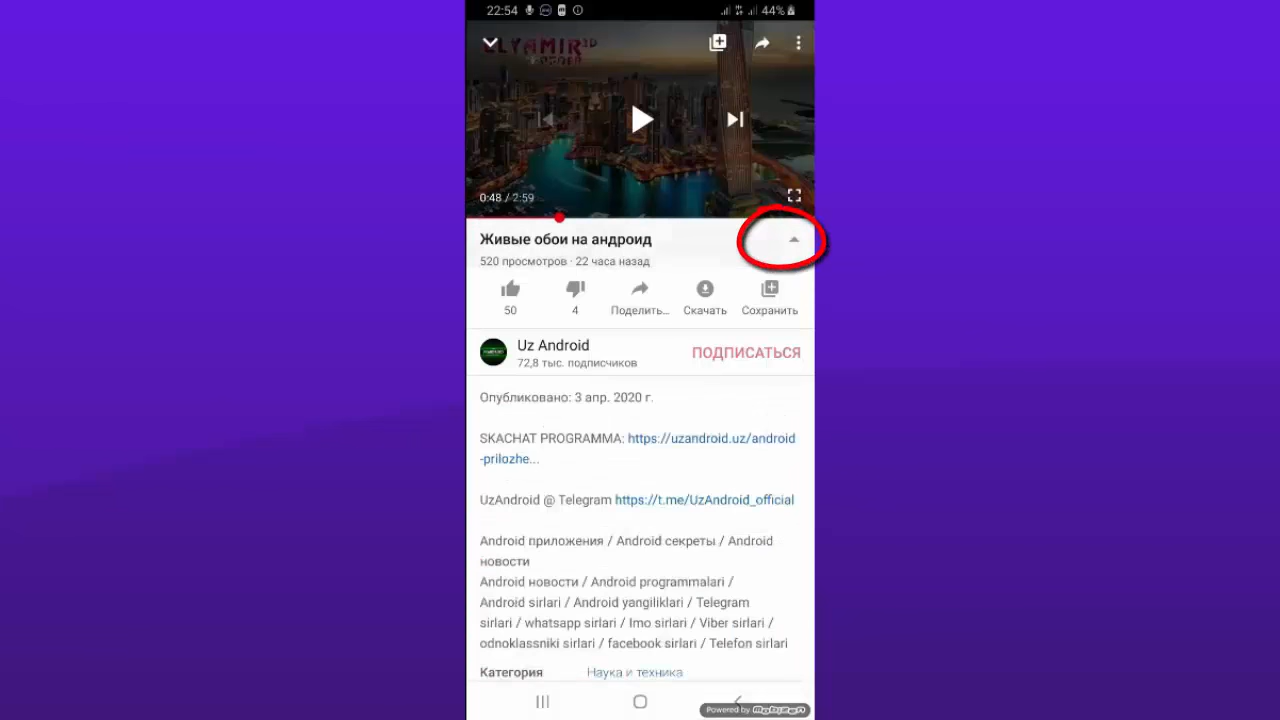 22:54
44%
ELYAMIR
0:48 / 2:59
Живые обои на андроид
520 просмотров · 22 часа назад
50
4
Поделить...
Скачать
Сохранить
Uz Android
72,8 тыс. подписчиков
ПОДПИСАТЬСЯ
Опубликовано: 3 апр. 2020 г.
SKACHAT PROGRAMMA: https://uzandroid.uz/android
-prilozhe...
UzAndroid @ Telegram https://t.me/UzAndroid_official
Android приложения / Android секреты / Android
новости
Android новости / Android programmalari /
Android sirlari / Android yangiliklari / Telegram
sirlari / whatsapp sirlari / Imo sirlari / Viber sirlari /
odnoklassniki sirlari / facebook sirlari / Telefon sirlari
Категория Наука и техника
Powered by mobizen